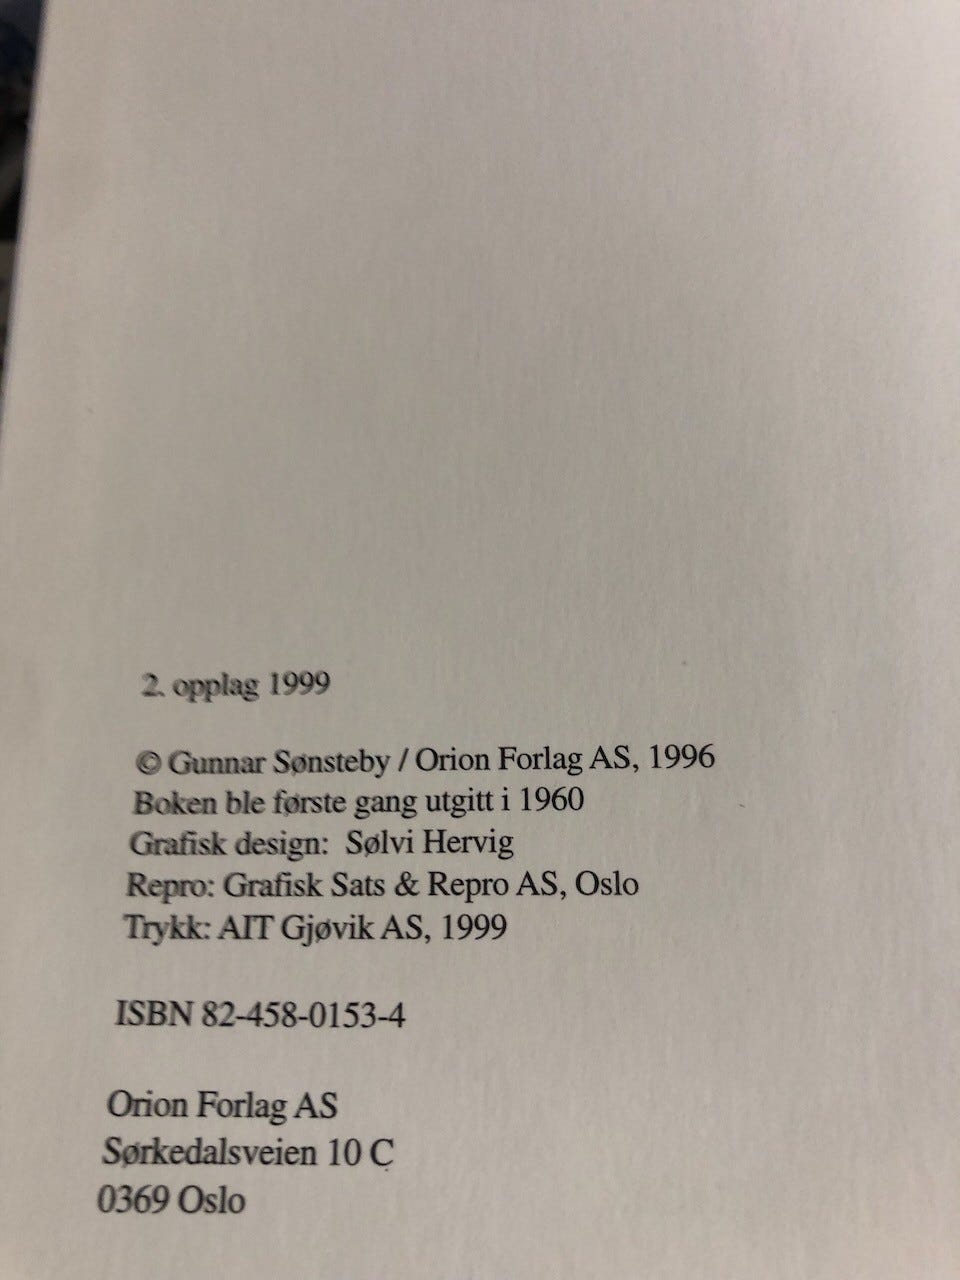 2. opplag 1999
© Gunnar Sønsteby / Orion Forlag AS, 1996
Boken ble første gang utgitt i 1960
Grafisk design: Sølvi Hervig
Repro: Grafisk Sats & Repro AS, Oslo
Trykk: AIT Gjøvik AS, 1999
ISBN 82-458-0153-4
Orion Forlag AS
Sørkedalsveien 10 C
0369 Oslo